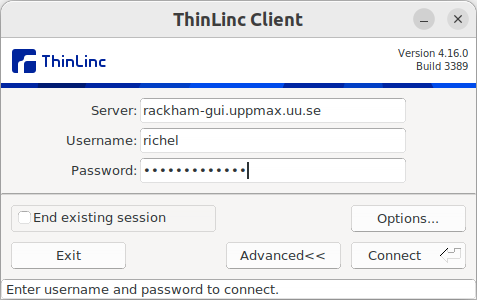 ThinLinc Client
ThinLinc
Version 4.16.0
Build 3389
Server: rackham-gui.uppmax.uu.se
Username: richel
Password: •••••••••••••
End existing session
Options...
Exit
Advanced<<
Connect
Enter username and password to connect.